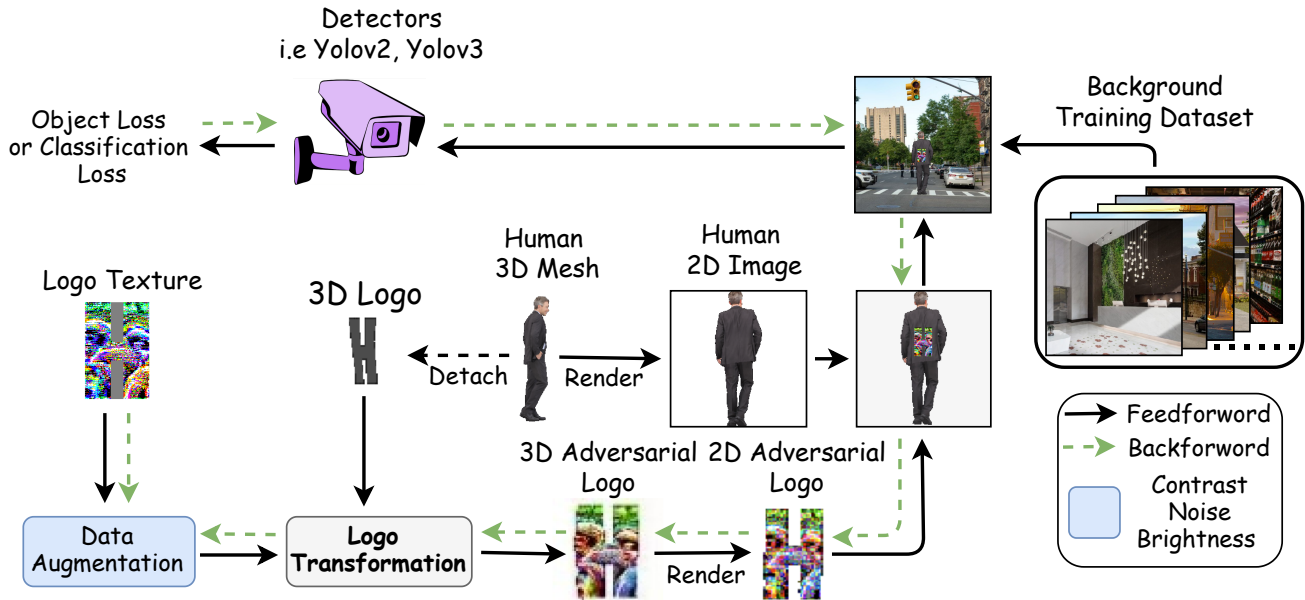 Detectors
i.e Yolov2, Yolov3
Object Loss
or Classification
Loss
Background
Training Dataset
Logo Texture
3D Logo
Human
3D Mesh
Human
2D Image
Detach
Render
3D Adversarial
Logo
2D Adversarial
Logo
Data
Augmentation
Logo
Transformation
Render
Feedforword
Backforword
Contrast
Noise
Brightness